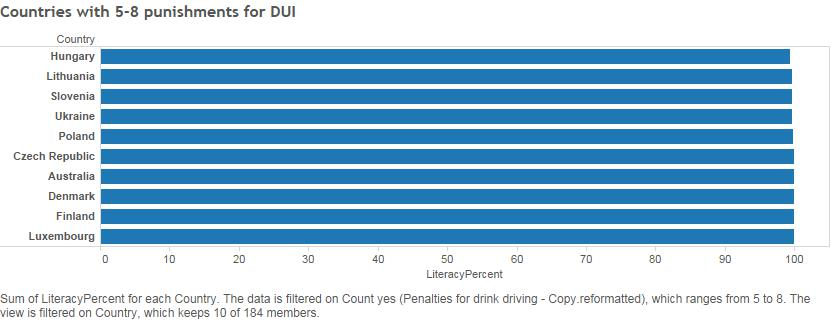 Countries with 5-8 punishments for DUI
Country
Hungary
Lithuania
Slovenia
Ukraine
Poland
Czech Republic
Australia
Denmark
Finland
Luxembourg
0 10 20 30 40 50 60 70 80 90 100
LiteracyPercent
Sum of LiteracyPercent for each Country. The data is filtered on Count yes (Penalties for drink driving - Copy.reformatted), which ranges from 5 to 8. The
view is filtered on Country, which keeps 10 of 184 members.